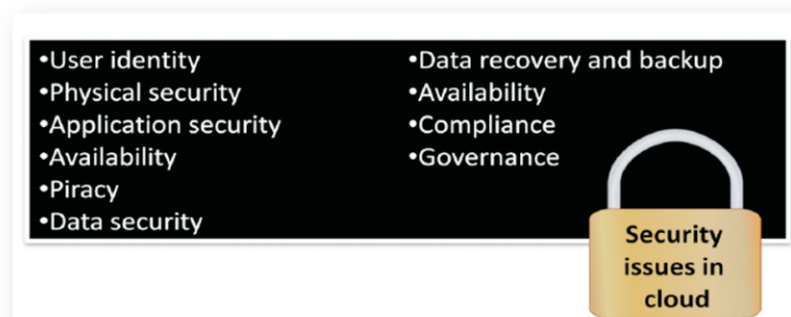 •User identity
•Physical security
•Application security
•Availability
•Piracy
•Data security
•Data recovery and backup
•Availability
•Compliance
•Governance
Security
issues in
cloud